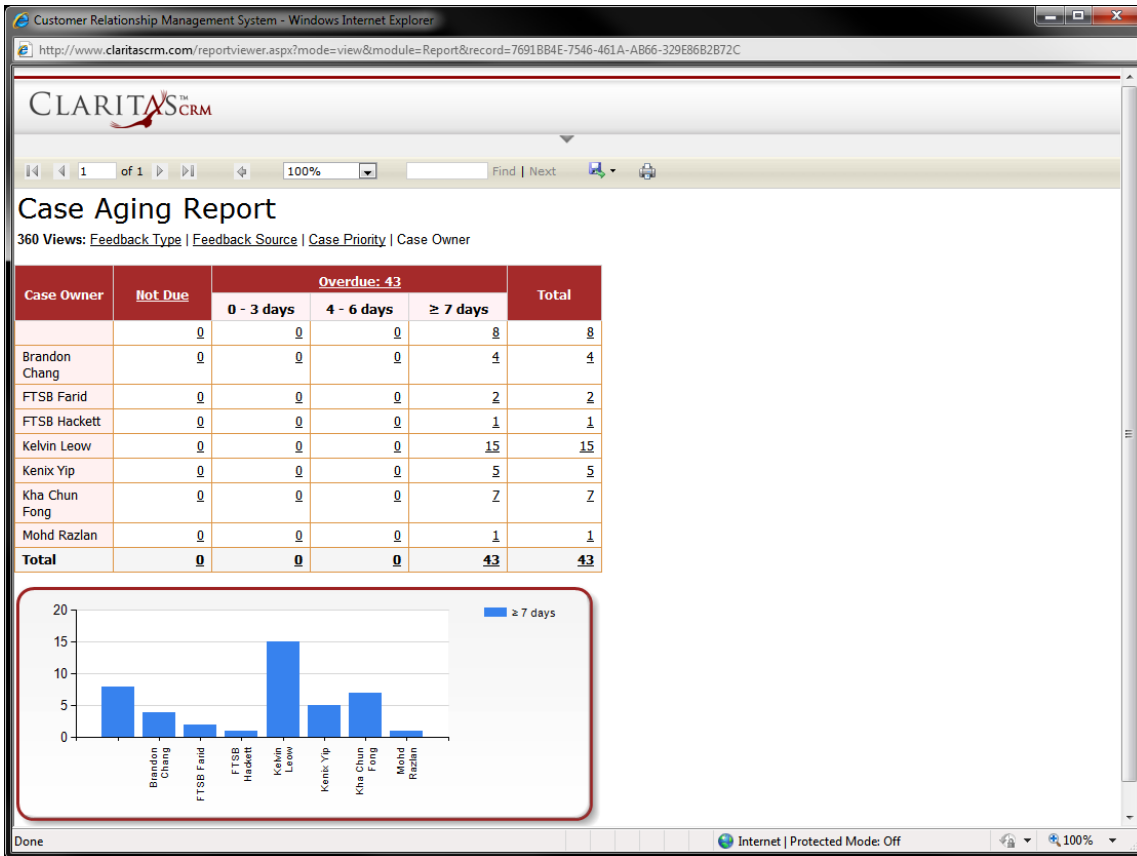 Customer Relationship Management System - Windows Internet Explorer
http://www.claritascrm.com/reportviewer.aspx?mode=view&module=Report&record=7691BB4E-7546-461A-AB66-329E86B2B72C
CLARITAS™CRM
1 of 1 100% Find | Next
Case Aging Report
360 Views: Feedback Type | Feedback Source | Case Priority | Case Owner
Case Owner Not Due Overdue: 43 Total
0 - 3 days 4 - 6 days ≥ 7 days
0 0 0 8 8
Brandon 0 0 0 4 4
Chang
FTSB Farid 0 0 0 2 2
FTSB Hackett 0 0 0 1 1
Kelvin Leow 0 0 0 15 15
Kenix Yip 0 0 0 5 5
Kha Chun 0 0 0 7 7
Fong
Mohd Razlan 0 0 0 1 1
Total 0 0 0 43 43
20
15
10
5
0
≥ 7 days
Brandon
Chang
FTSB Farid
FTSB
Hackett
Kelvin
Leow
Kenix Yip
Kha Chun
Fong
Mohd
Razlan
Done Internet | Protected Mode: Off 100%